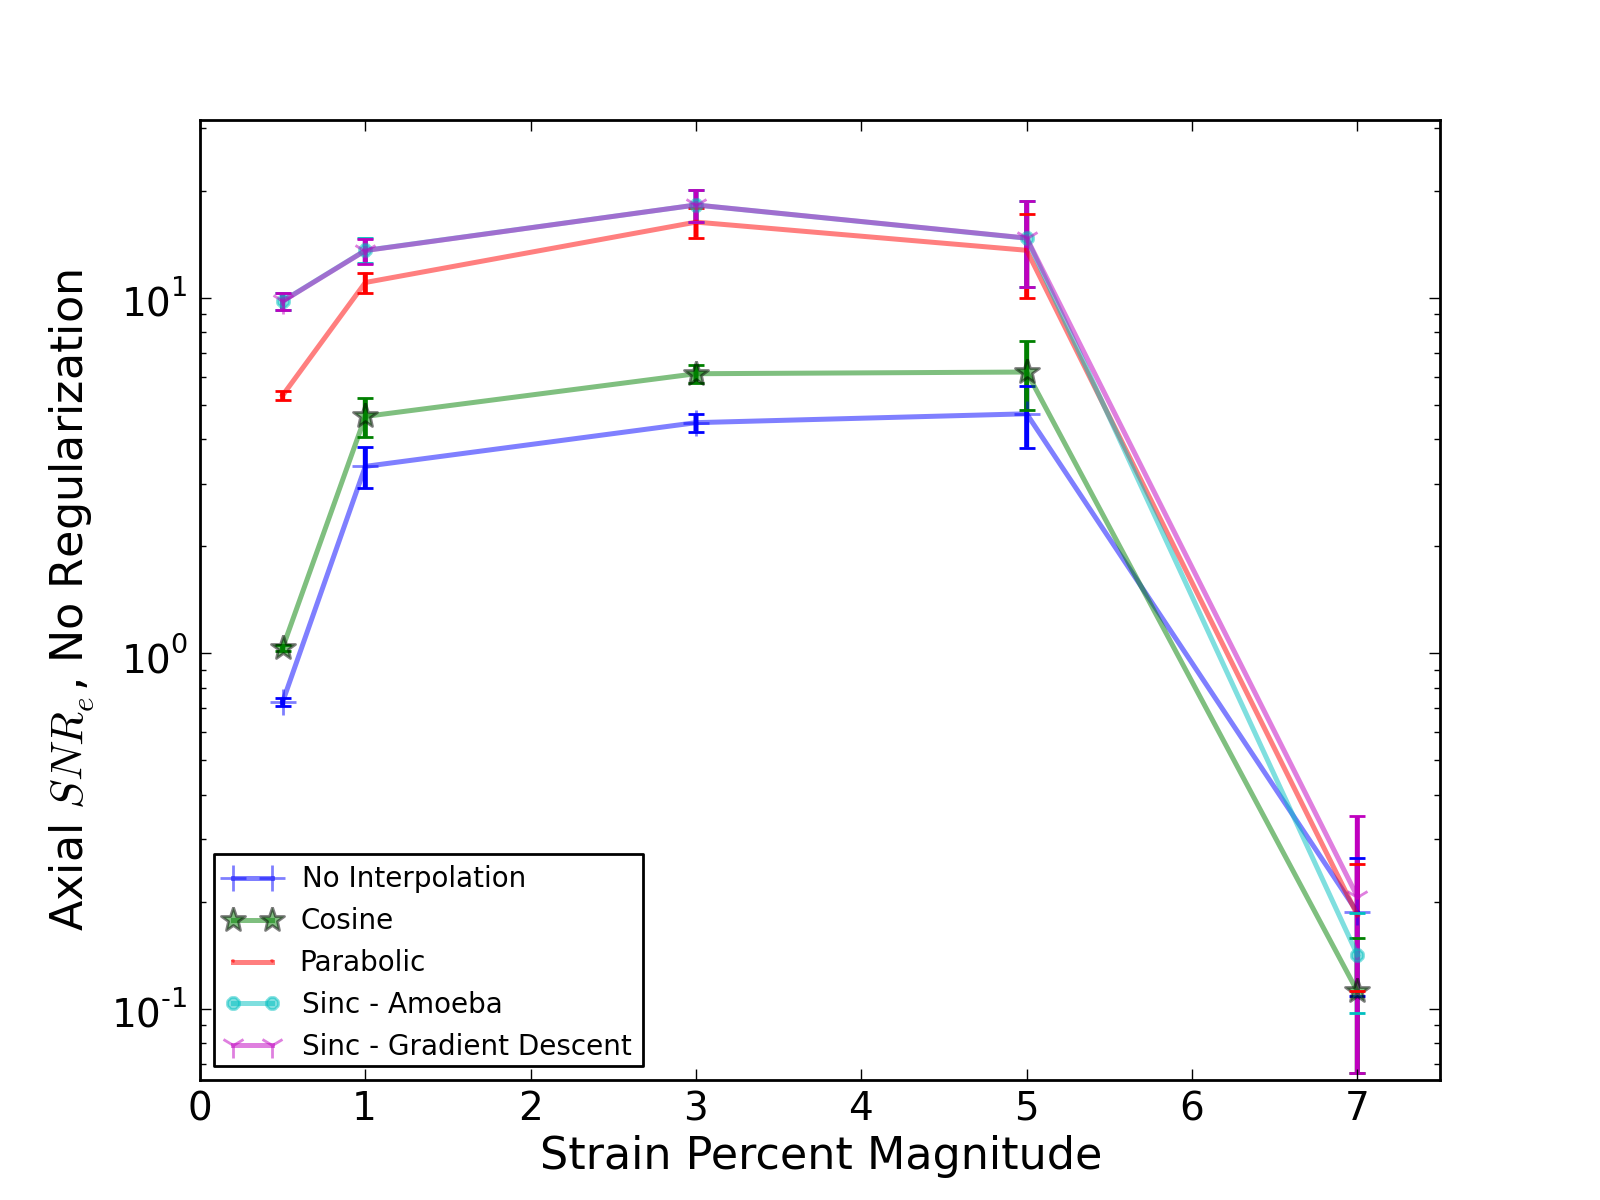 Axial SNR_e, No Regularization
10^1
10^0
10^-1
No Interpolation
Cosine
Parabolic
Sinc - Amoeba
Sinc - Gradient Descent
0 1 2 3 4 5 6 7
Strain Percent Magnitude